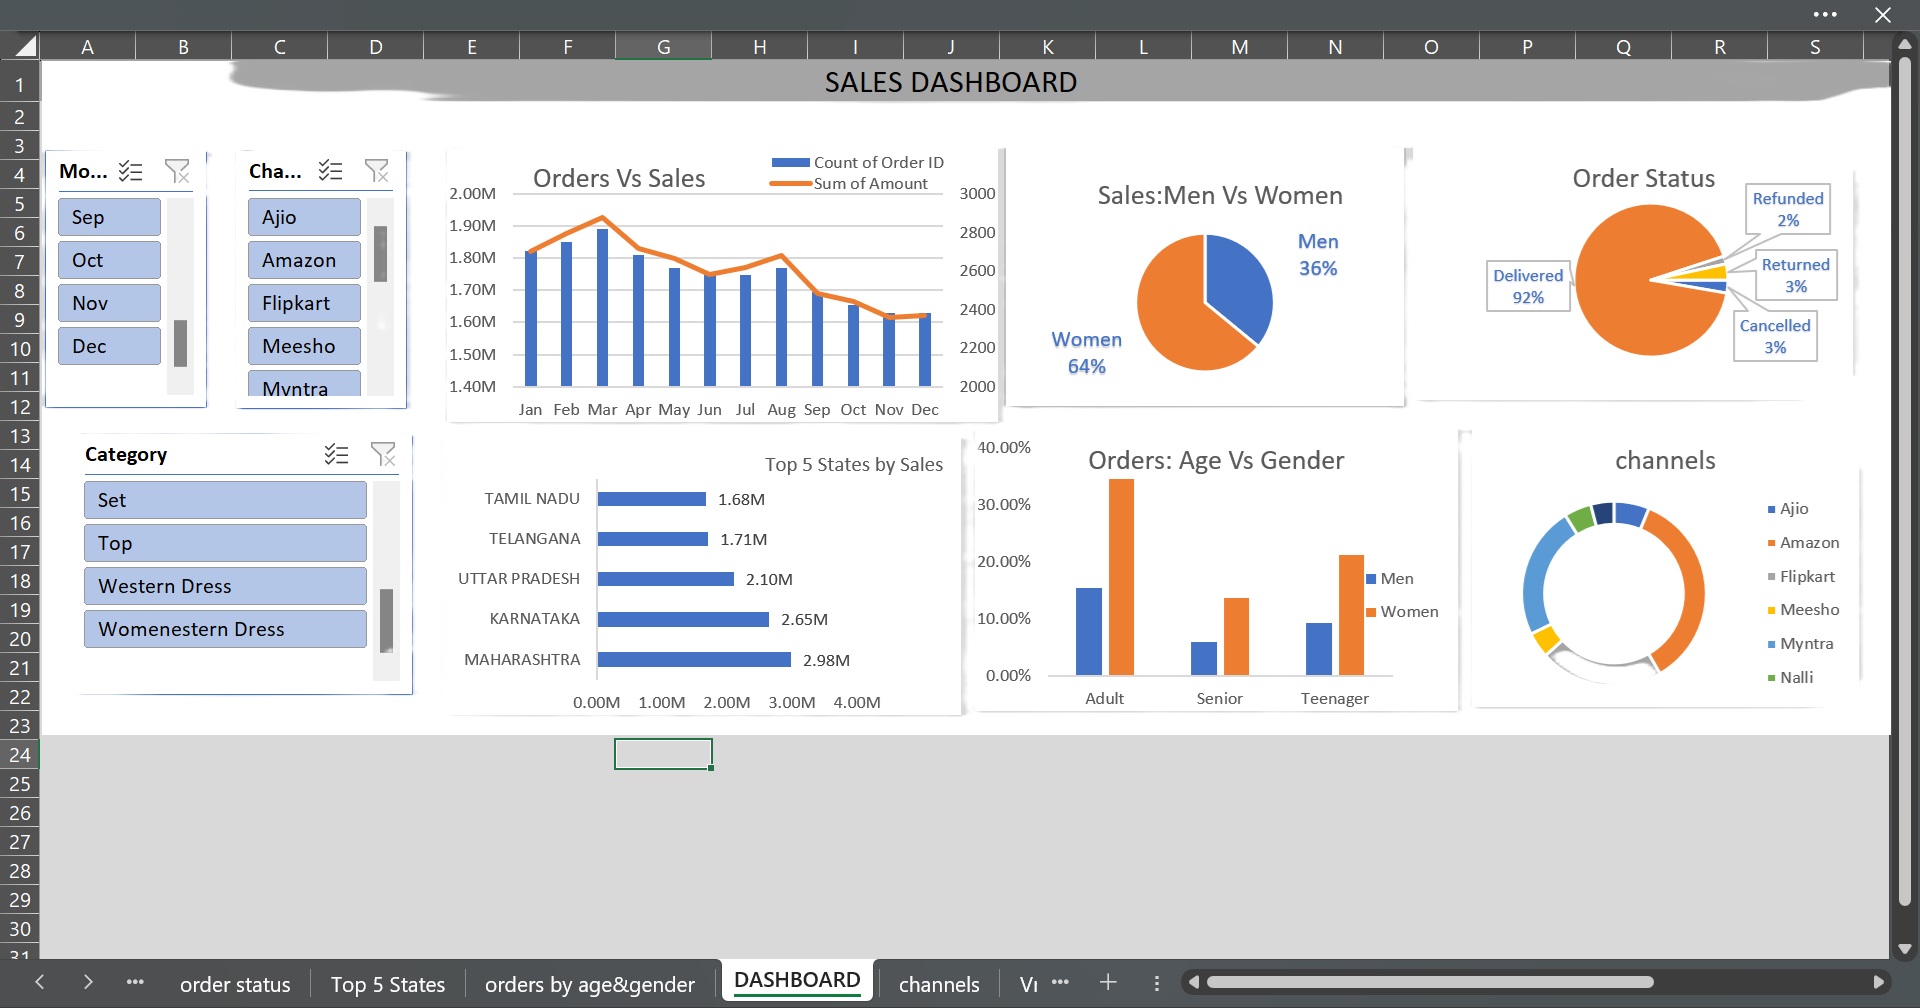 A B C D E F G H I J K L M N O P Q R S
1
2
3
4
5
6
7
8
9
10
11
12
13
14
15
16
17
18
19
20
21
22
23
24
25
26
27
28
29
30
31
SALES DASHBOARD
Mo...
Sep
Oct
Nov
Dec
Cha...
Ajio
Amazon
Flipkart
Meesho
Myntra
Orders Vs Sales
Count of Order ID
Sum of Amount
2.00M
1.90M
1.80M
1.70M
1.60M
1.50M
1.40M
3000
2800
2600
2400
2200
2000
Jan Feb Mar Apr May Jun Jul Aug Sep Oct Nov Dec
Sales:Men Vs Women
Men
36%
Women
64%
Order Status
Refunded
2%
Returned
3%
Delivered
92%
Cancelled
3%
Category
Set
Top
Western Dress
Womenestern Dress
Top 5 States by Sales
TAMIL NADU 1.68M
TELANGANA 1.71M
UTTAR PRADESH 2.10M
KARNATAKA 2.65M
MAHARASHTRA 2.98M
0.00M 1.00M 2.00M 3.00M 4.00M
Orders: Age Vs Gender
40.00%
30.00%
20.00%
10.00%
0.00%
Adult Senior Teenager
Men
Women
channels
Ajio
Amazon
Flipkart
Meesho
Myntra
Nalli
order status Top 5 States orders by age&gender DASHBOARD channels